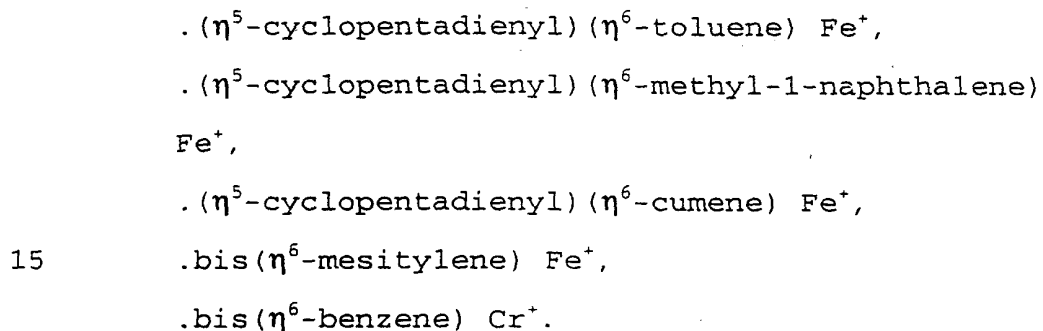 . (η⁵-cyclopentadienyl) (η⁶-toluene) Fe⁺,
. (η⁵-cyclopentadienyl) (η⁶-methyl-1-naphthalene)
Fe⁺,
. (η⁵-cyclopentadienyl) (η⁶-cumene) Fe⁺,
15 .bis(η⁶-mesitylene) Fe⁺,
.bis(η⁶-benzene) Cr⁺.